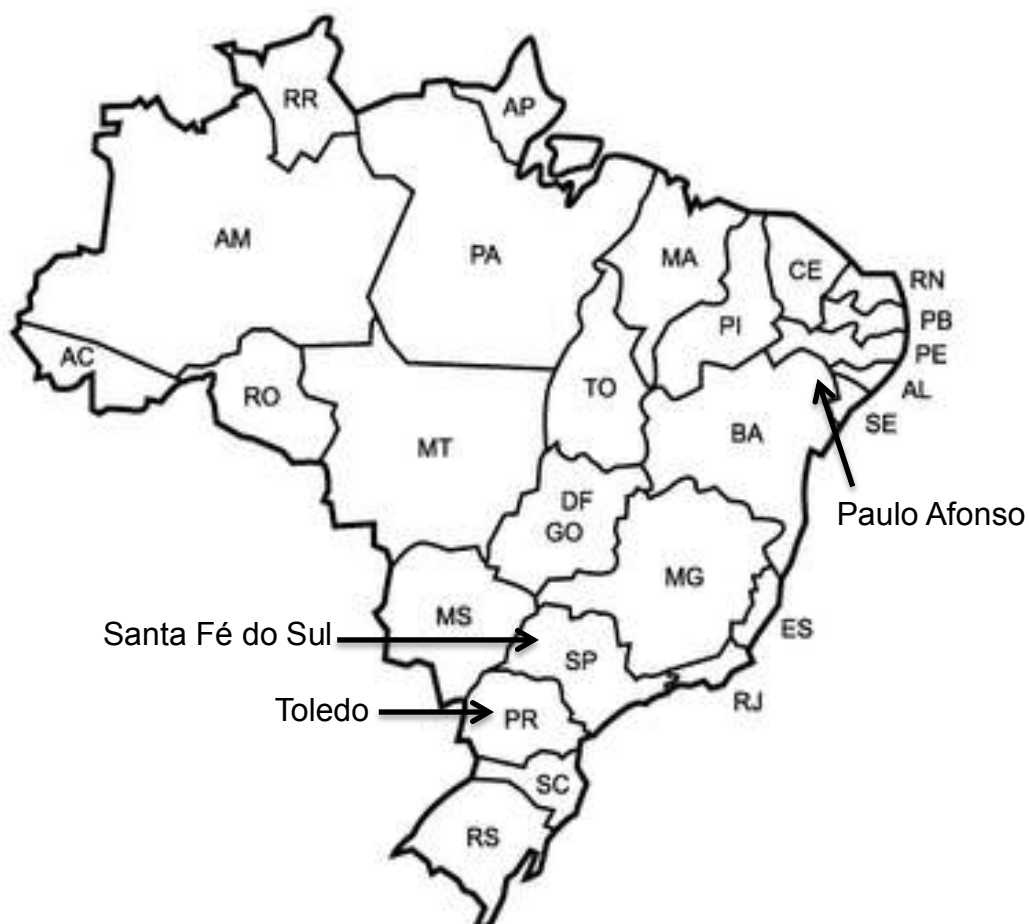 RR
AP
AM
PA
MA
CE
RN
PI
PB
PE
AC
TO
AL
RO
SE
MT
BA
DF
GO
Paulo Afonso
MG
MS
ES
Santa Fé do Sul
SP
RJ
Toledo
PR
SC
RS